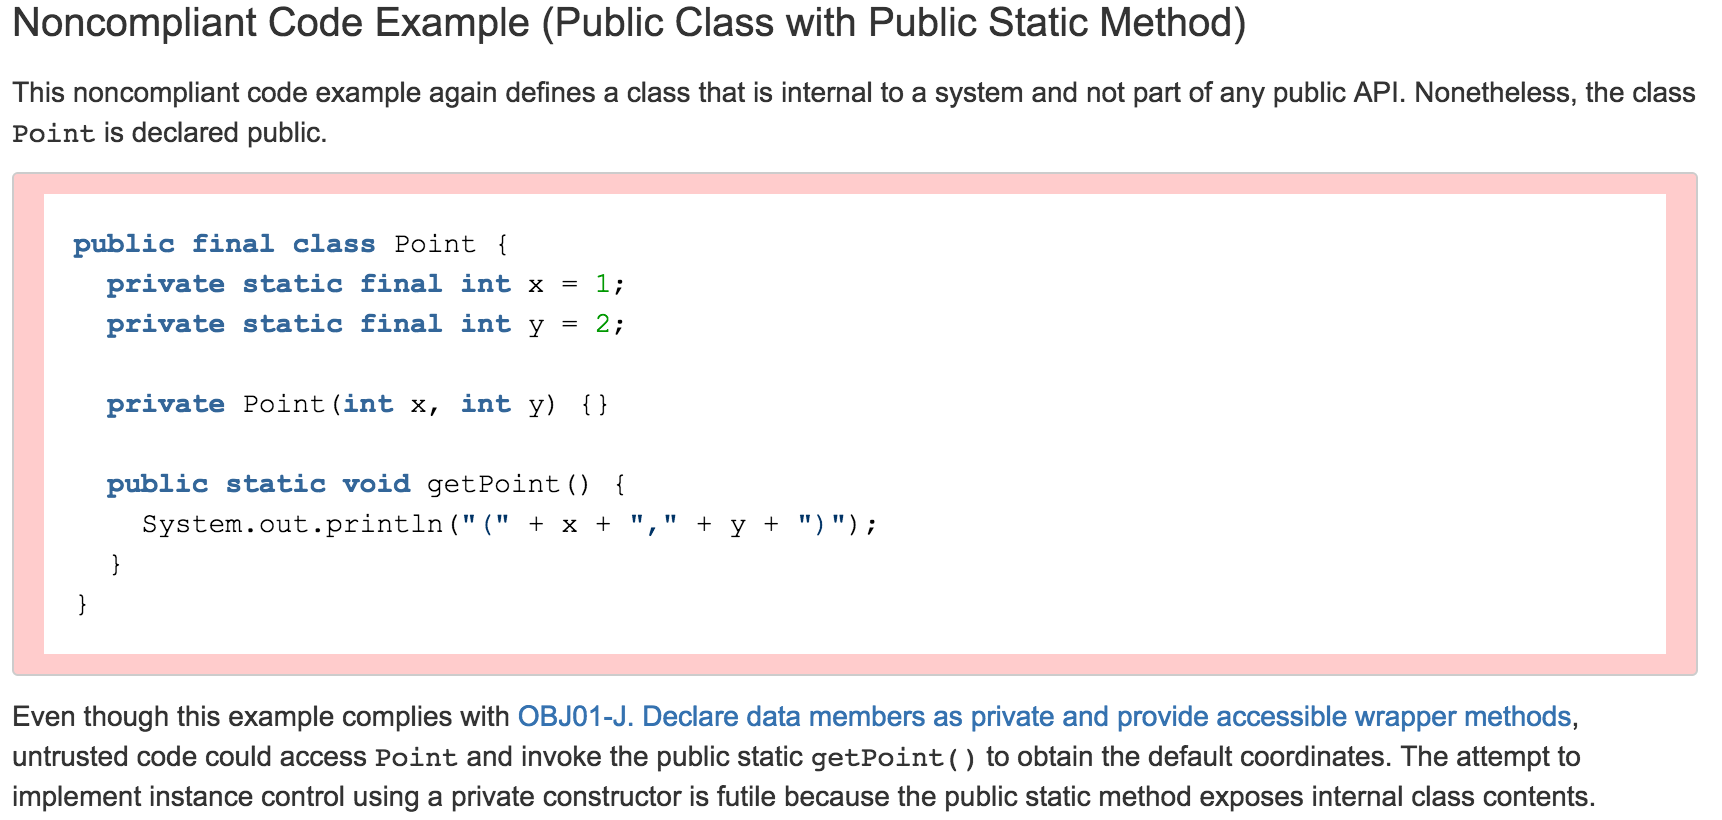 Noncompliant Code Example (Public Class with Public Static Method)
This noncompliant code example again defines a class that is internal to a system and not part of any public API. Nonetheless, the class
Point is declared public.
public final class Point {
  private static final int x = 1;
  private static final int y = 2;
  private Point(int x, int y) {}
  public static void getPoint() {
    System.out.println("(" + x + "," + y + ")");
  }
}
Even though this example complies with OBJ01-J. Declare data members as private and provide accessible wrapper methods,
untrusted code could access Point and invoke the public static getPoint() to obtain the default coordinates. The attempt to
implement instance control using a private constructor is futile because the public static method exposes internal class contents.